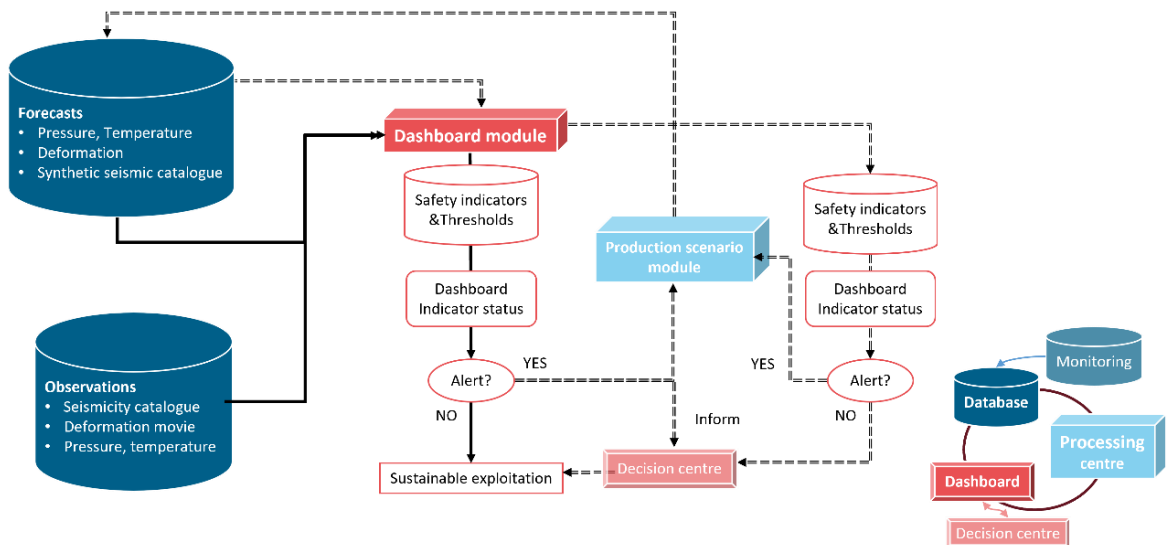 Forecasts
• Pressure, Temperature
• Deformation
• Synthetic seismic catalogue
Observations
• Seismicity catalogue
• Deformation movie
• Pressure, temperature
Dashboard module
Safety indicators
&Thresholds
Dashboard
Indicator status
Alert?
YES
NO
Sustainable exploitation
Production scenario
module
Inform
Decision centre
Safety indicators
&Thresholds
Dashboard
Indicator status
YES
Alert?
NO
Monitoring
Database
Processing
centre
Dashboard
Decision centre